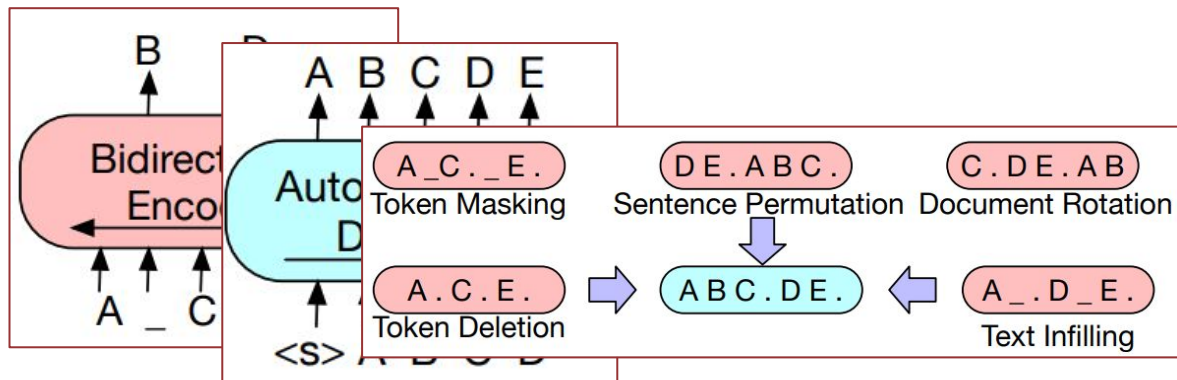 B
Bidirect
Enco
A _ C
A B C D E
Auto
D
<s>
A _ C . _ E .
Token Masking
D E . A B C .
Sentence Permutation
C . D E . A B
Document Rotation
A . C . E .
Token Deletion
A B C . D E .
A _ . D _ E .
Text Infilling